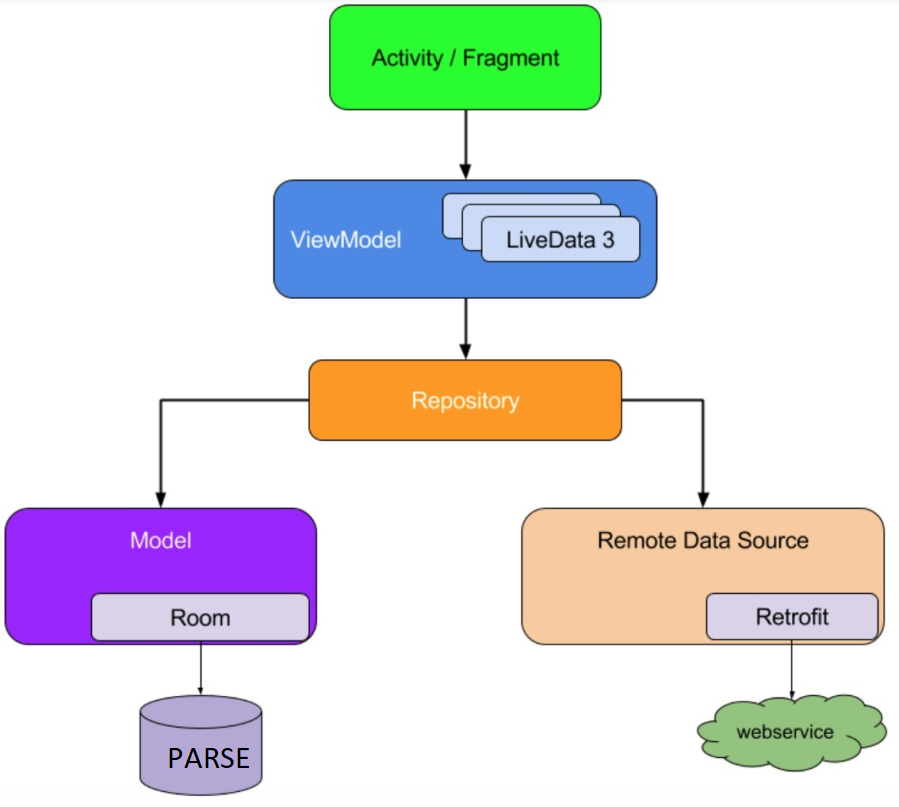 Activity / Fragment
ViewModel
LiveData 3
Repository
Model
Remote Data Source
Room
Retrofit
PARSE
webservice